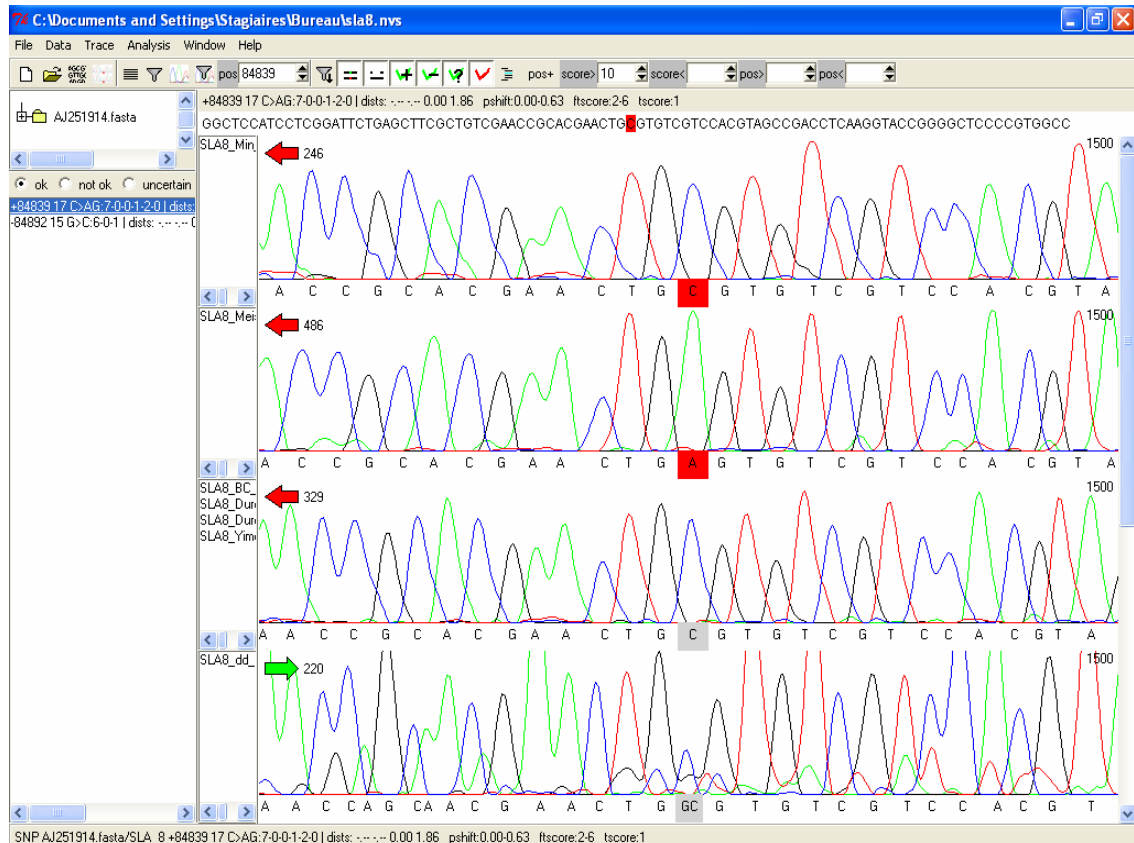 C:\Documents and Settings\Stagiaires\Bureau\sla8.nvs
File Data Trace Analysis Window Help
pos 84839 pos+ score> 10 score< pos> pos<
AJ251914.fasta
+84839 17 C>AG:7-0-0-1-2-0 | dists: -.-- -.-- 0.00 1.86 pshift:0.00-0.63 ftscore:2-6 tscore:1
GGCTCCATCCTCGGATTCTGAGCTTCGCTGTCGAACCGCACGAACTGCGTGTCGTCCACGTAGCCGACCTCAAGGTACCGGGGCTCCCCGTGGCC
ok not ok uncertain
+84839 17 C>AG:7-0-0-1-2-0 | dists:
-84892 15 G>C:6-0-1 | dists: -.-- -.-- 0
SLA8_Min_ 246 1500
A C C G C A C G A A C T G C G T G T C G T C C A C G T A
SLA8_Mei 486 1500
A C C G C A C G A A C T G A G T G T C G T C C A C G T A
SLA8_BC_ 329 1500
SLA8_Dur
SLA8_Dur
SLA8_Yim
A A C C G C A C G A A C T G C G T G T C G T C C A C G T A
SLA8_dd_ 220 1500
A A C C A G C A A C G A A C T G GC G T G T C G T C C A C G T
SNP AJ251914.fasta/SLA_8 +84839 17 C>AG:7-0-0-1-2-0 | dists: -.-- -.-- 0.00 1.86 pshift:0.00-0.63 ftscore:2-6 tscore:1